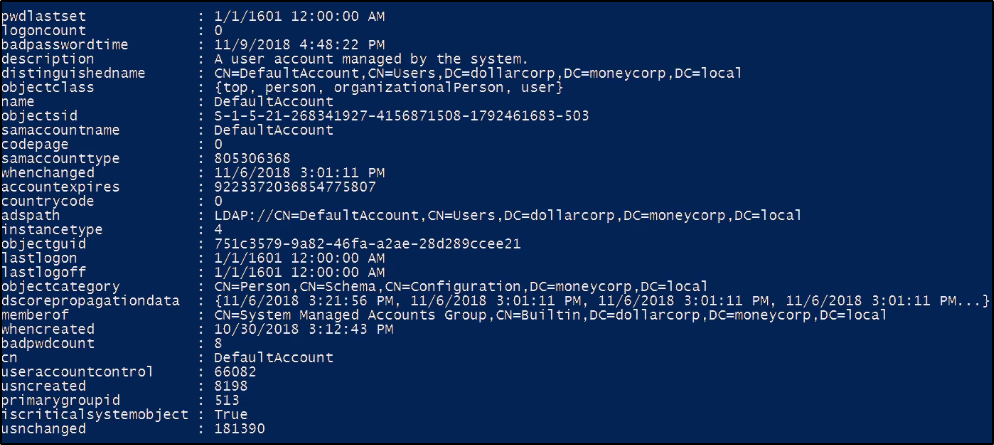 pwdlastset : 1/1/1601 12:00:00 AM
logoncount : 0
badpasswordtime : 11/9/2018 4:48:22 PM
description : A user account managed by the system.
distinguishedname : CN=DefaultAccount,CN=Users,DC=dollarcorp,DC=moneycorp,DC=local
objectclass : {top, person, organizationalPerson, user}
name : DefaultAccount
objectsid : S-1-5-21-268341927-4156871508-1792461683-503
samaccountname : DefaultAccount
codepage : 0
samaccounttype : 805306368
whenchanged : 11/6/2018 3:01:11 PM
accountexpires : 9223372036854775807
countrycode : 0
adspath : LDAP://CN=DefaultAccount,CN=Users,DC=dollarcorp,DC=moneycorp,DC=local
instancetype : 4
objectguid : 751c3579-9a82-46fa-a2ae-28d289ccee21
lastlogon : 1/1/1601 12:00:00 AM
lastlogoff : 1/1/1601 12:00:00 AM
objectcategory : CN=Person,CN=Schema,CN=Configuration,DC=moneycorp,DC=local
dscorepropagationdata : {11/6/2018 3:21:56 PM, 11/6/2018 3:01:11 PM, 11/6/2018 3:01:11 PM, 11/6/2018 3:01:11 PM...}
memberof : CN=System Managed Accounts Group,CN=Builtin,DC=dollarcorp,DC=moneycorp,DC=local
whencreated : 10/30/2018 3:12:43 PM
badpwdcount : 8
cn : DefaultAccount
useraccountcontrol : 66082
usncreated : 8198
primarygroupid : 513
iscriticalsystemobject : True
usnchanged : 181390